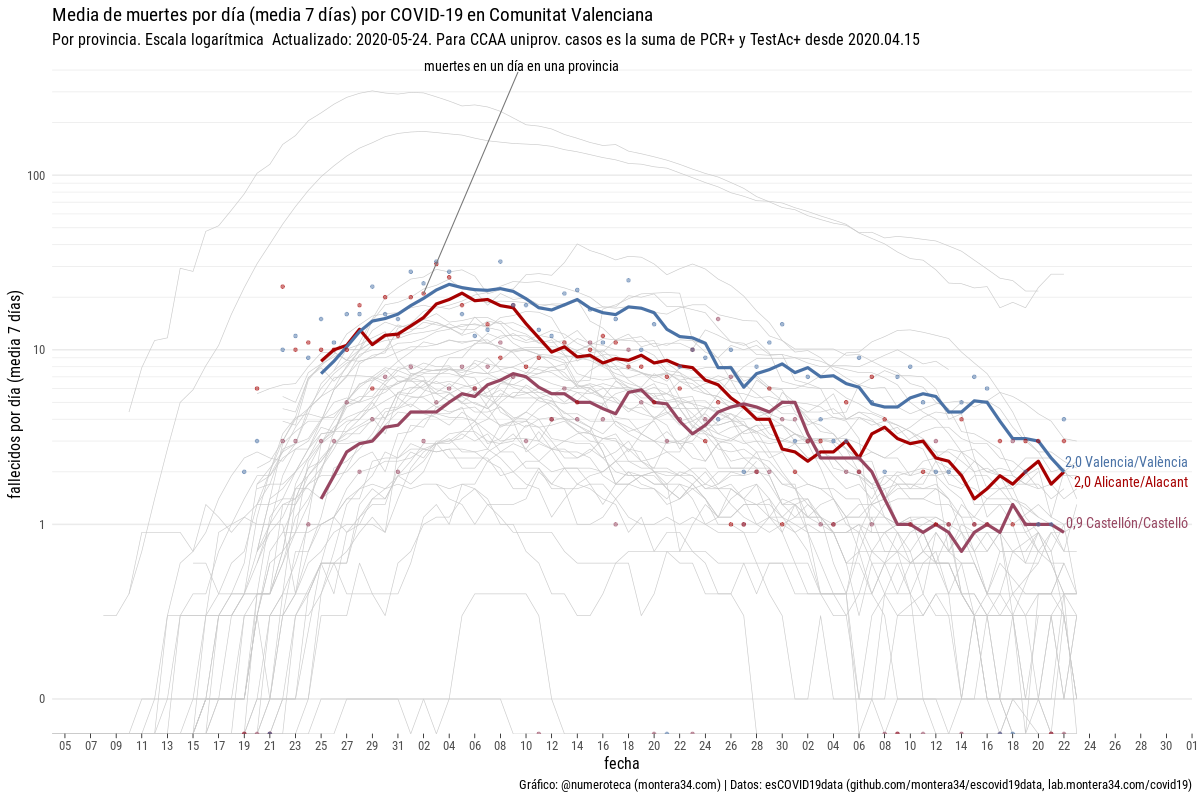 Media de muertes por día (media 7 días) por COVID-19 en Comunitat Valenciana
Por provincia. Escala logarítmica  Actualizado: 2020-05-24. Para CCAA uniprov. casos es la suma de PCR+ y TestAc+ desde 2020.04.15
muertes en un día en una provincia
fallecidos por día (media  7 días)
100
10
1
0
2,0 Valencia/València
2,0 Alicante/Alacant
0,9 Castellón/Castelló
05 07 09 11 13 15 17 19 21 23 25 27 29 31 02 04 06 08 10 12 14 16 18 20 22 24 26 28 30 02 04 06 08 10 12 14 16 18 20 22 24 26 28 30 01
fecha
Gráfico: @numeroteca (montera34.com) | Datos: esCOVID19data (github.com/montera34/escovid19data, lab.montera34.com/covid19)